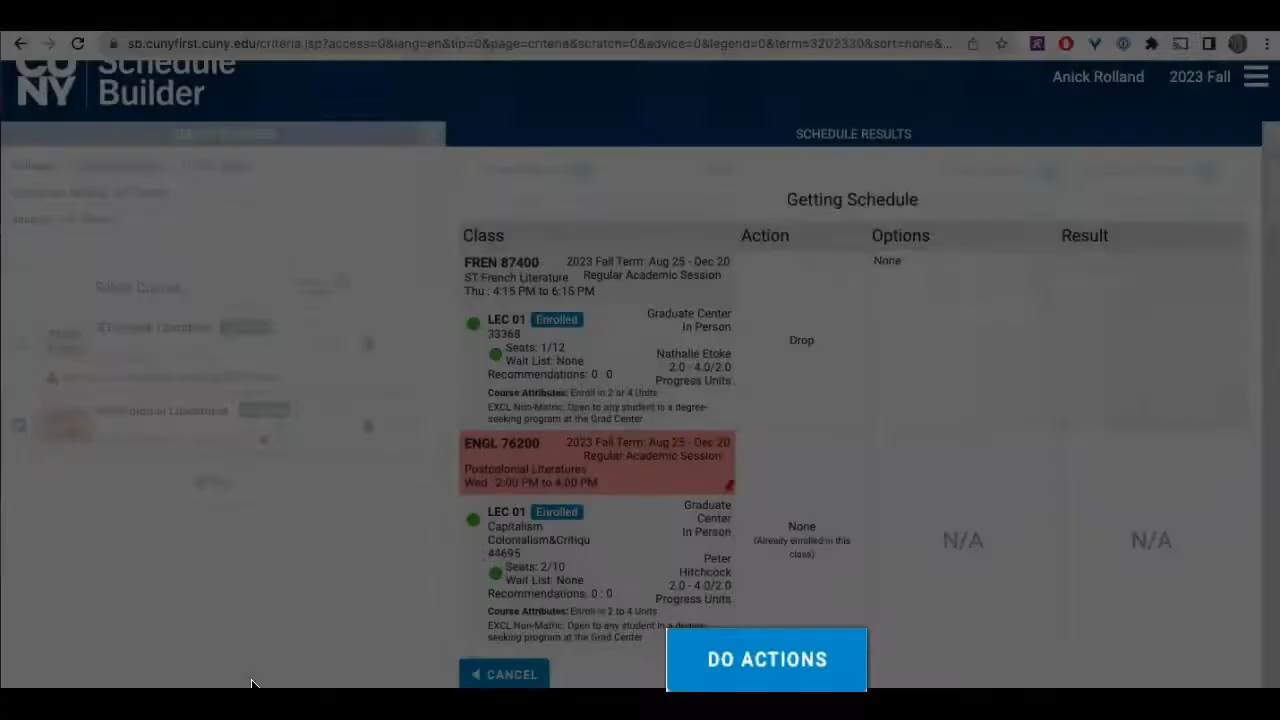 sb.cunyfirst.cuny.edu/criteria.jsp?access=0&lang=en&tip=0&page=criteria&scratch=0&advice=0&legend=0&term=3202330&sort=none&...
CU
NY
Schedule
Builder
Anick Rolland 2023 Fall
SCHEDULE RESULTS
Getting Schedule
Class Action Options Result
FREN 87400 2023 Fall Term: Aug 25 - Dec 20
ST French Literature Regular Academic Session
Thu : 4:15 PM to 6:15 PM
None
LEC 01 Enrolled
33368
Seats: 1/12
Wait List: None
Recommendations: 0 : 0
Graduate Center
In Person
Nathalie Etoke
2.0 - 4.0/2.0
Progress Units
Drop
Course Attributes: Enroll in 2 or 4 Units
EXCL Non-Matric: Open to any student in a degree-
seeking program at the Grad Center
ENGL 76200 2023 Fall Term: Aug 25 - Dec 20
Regular Academic Session
Postcolonial Literatures
Wed : 2:00 PM to 4:00 PM
LEC 01 Enrolled
Capitalism
Colonialism&Critiqu
44695
Seats: 2/10
Wait List: None
Recommendations: 0 : 0
Graduate
Center
In Person
Peter
Hitchcock
2.0 - 4.0/2.0
Progress Units
None
(Already enrolled in this
class)
N/A N/A
Course Attributes: Enroll in 2 to 4 Units
EXCL Non-Matric: Open to any student in a degree-
seeking program at the Grad Center
CANCEL
DO ACTIONS